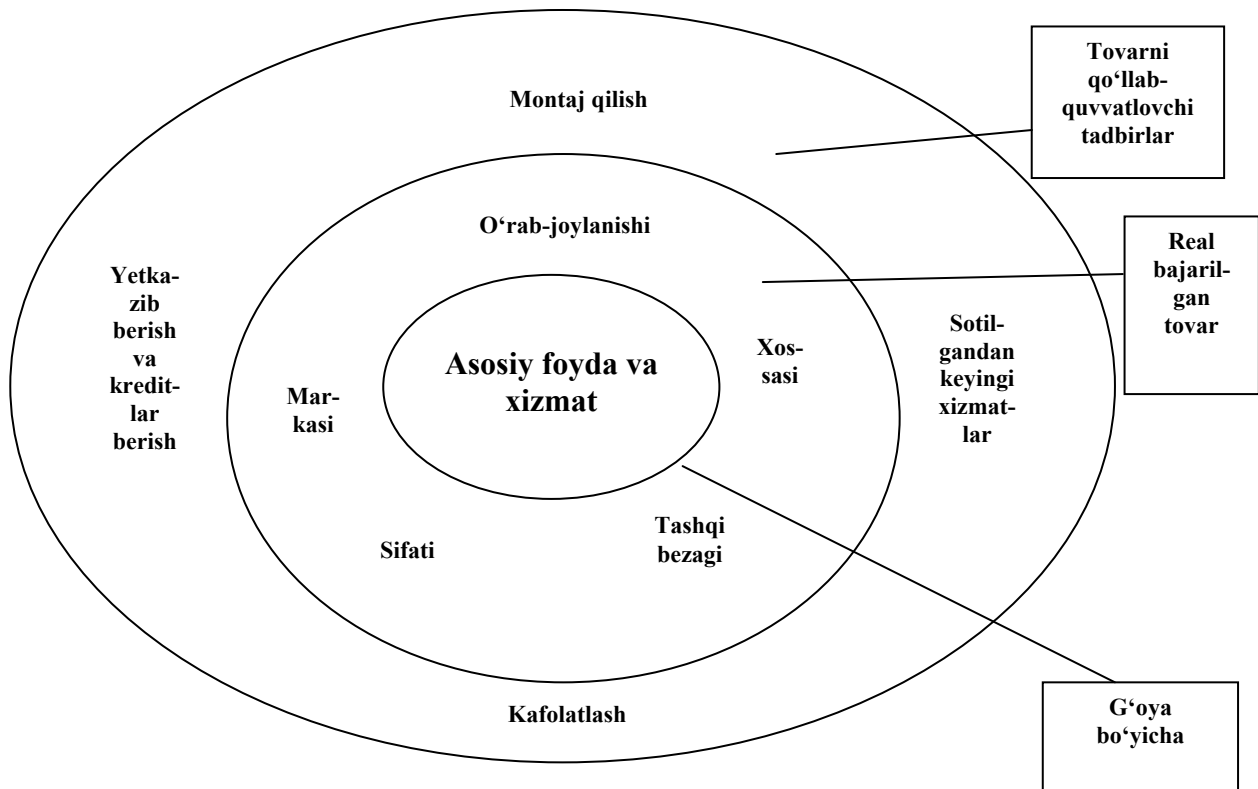 Montaj qilish
Tovarni
qo‘llab-
quvvatlovchi
tadbirlar
O‘rab-joylanishi
Real
bajaril-
gan
tovar
Yetka-
zib
berish
va
kredit-
lar
berish
Mar-
kasi
Asosiy foyda va
xizmat
Xos-
sasi
Sotil-
gandan
keyingi
xizmat-
lar
Sifati
Tashqi
bezagi
Kafolatlash
G‘oya
bo‘yicha